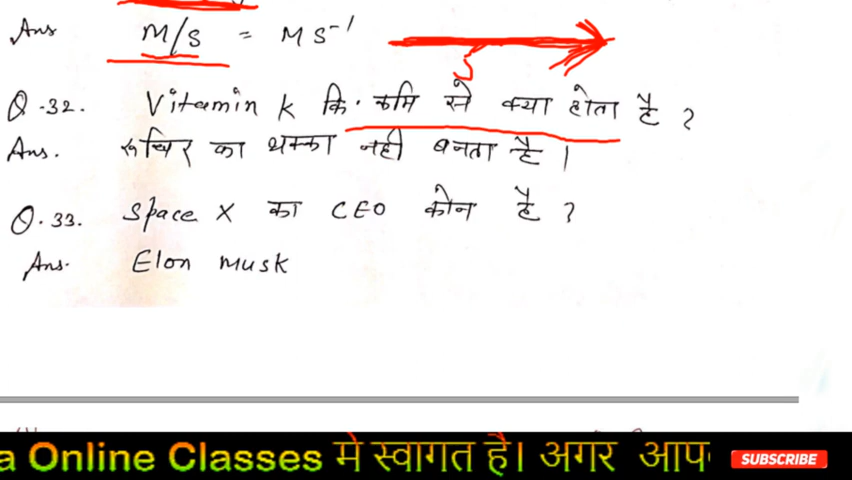 Ans M/S = MS⁻¹
Q.32. Vitamin K कि. कमि से क्या होता है ?
Ans. रूधिर का थक्का नहीं बनता है।
Q.33. Space X का CEO कोन है ?
Ans. Elon musk
a Online Classes मे स्वागत है। अगर आप
SUBSCRIBE